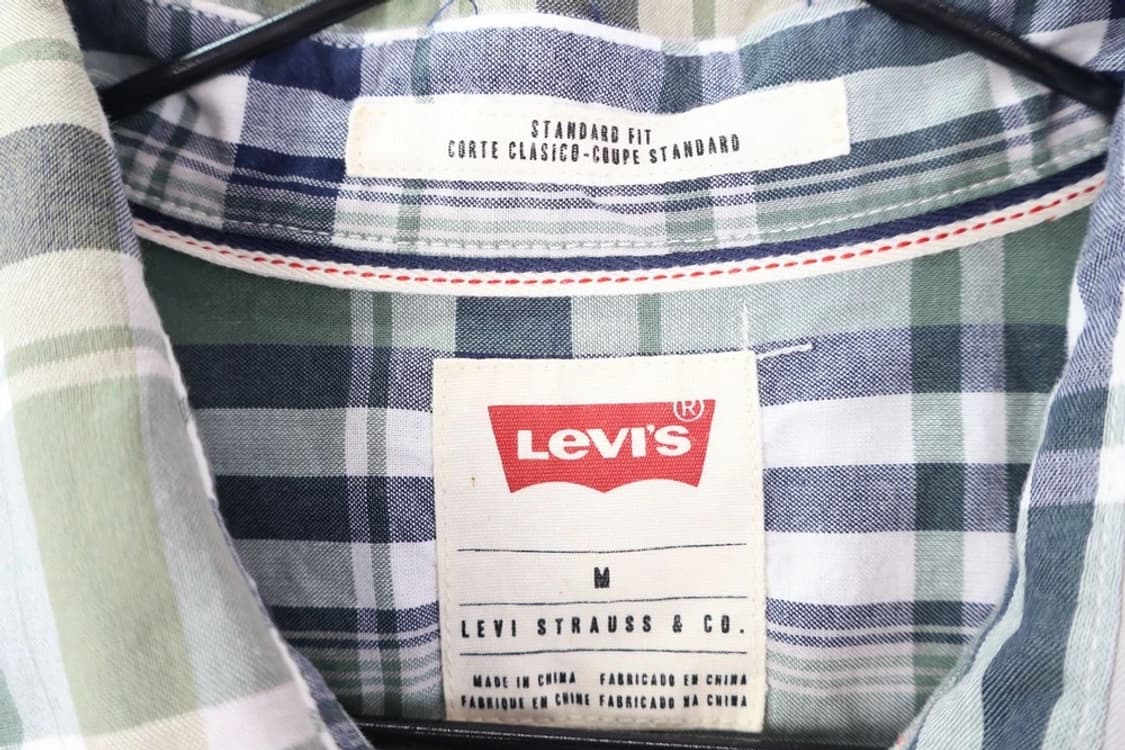 STANDARD FIT
CORTE CLASICO-COUPE STANDARD
LEVI'S®
M
LEVI STRAUSS & CO.
MADE IN CHINA FABRICADO EN CHINA
FABRIQUE EN CHINE FABRICADO NA CHINA